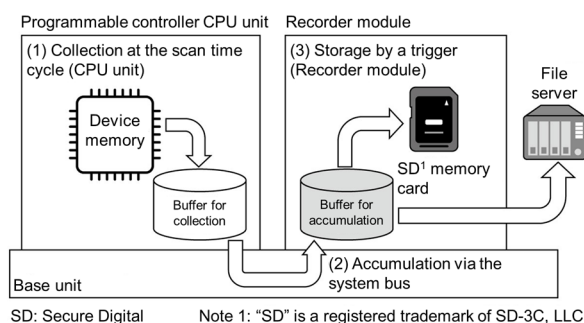 Programmable controller CPU unit
Recorder module
(1) Collection at the scan time
cycle (CPU unit)
(3) Storage by a trigger
(Recorder module)
File
server
Device
memory
SD¹ memory
card
Buffer for
collection
Buffer for
accumulation
(2) Accumulation via the
system bus
Base unit
SD: Secure Digital
Note 1: “SD” is a registered trademark of SD-3C, LLC